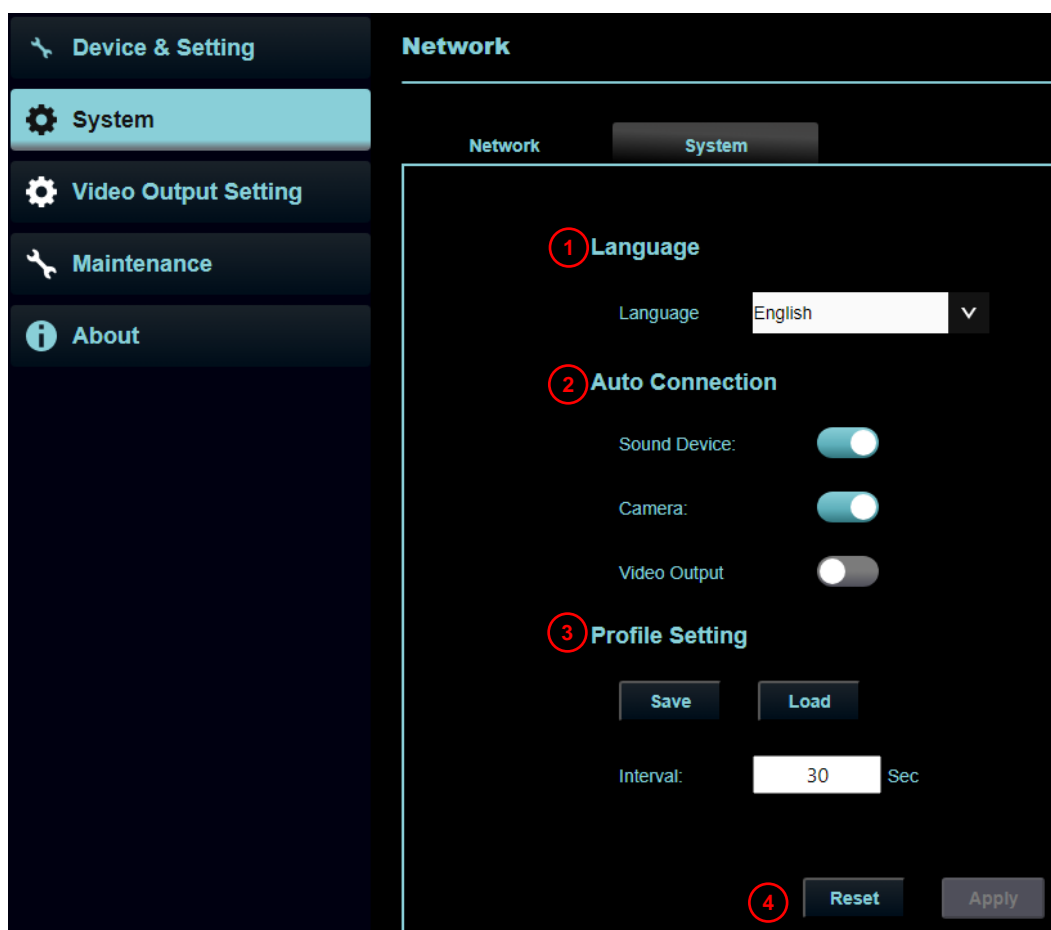 Device & Setting
System
Video Output Setting
Maintenance
About
Network
Network System
1 Language
Language English
2 Auto Connection
Sound Device:
Camera:
Video Output
3 Profile Setting
Save Load
Interval: 30 Sec
4 Reset Apply